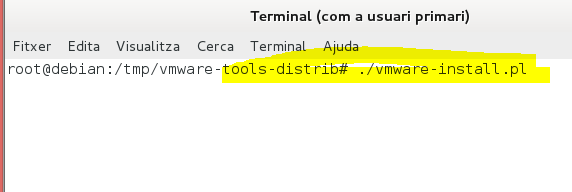 Terminal (com a usuari primari)
Fitxer Edita Visualitza Cerca Terminal Ajuda
root@debian:/tmp/vmware-tools-distrib# ./vmware-install.pl